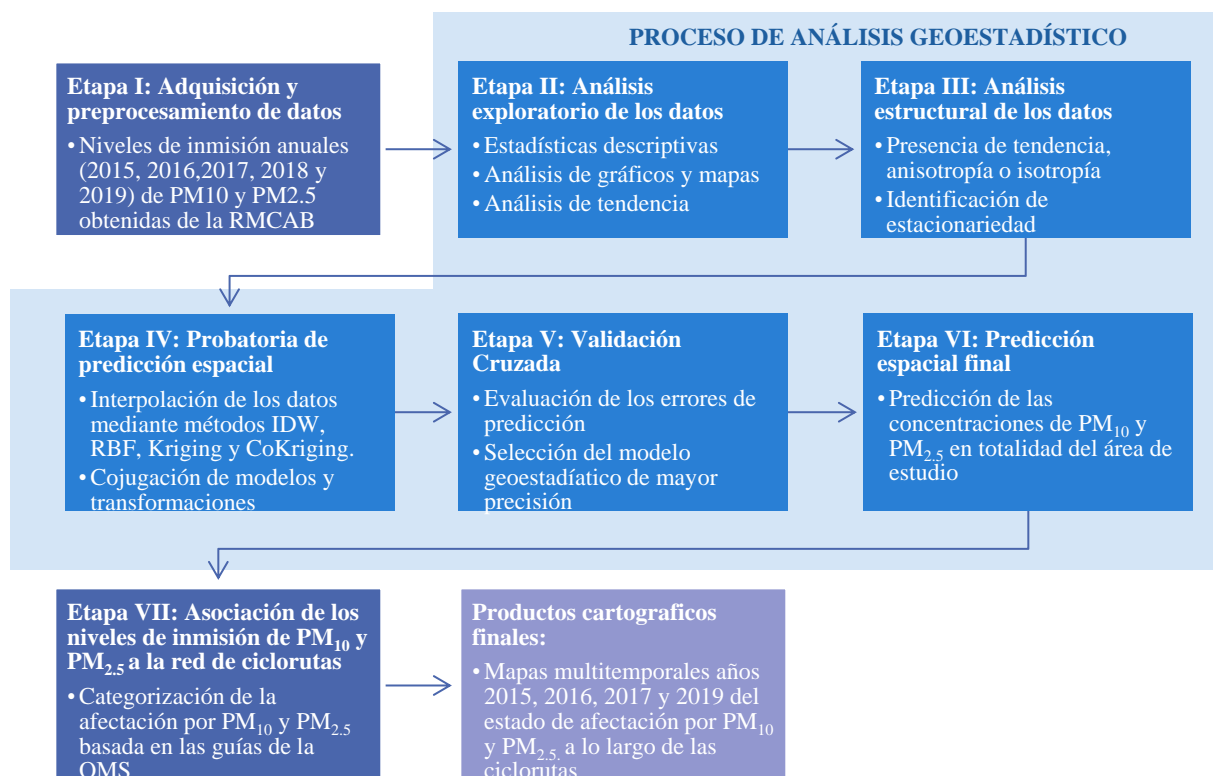 PROCESO DE ANÁLISIS GEOESTADÍSTICO
Etapa I: Adquisición y
preprocesamiento de datos
• Niveles de inmisión anuales
(2015, 2016,2017, 2018 y
2019) de PM10 y PM2.5
obtenidas de la RMCAB
Etapa II: Análisis
exploratorio de los datos
• Estadísticas descriptivas
• Análisis de gráficos y mapas
• Análisis de tendencia
Etapa III: Análisis
estructural de los datos
• Presencia de tendencia,
anisotropía o isotropía
• Identificación de
estacionariedad
Etapa IV: Probatoria de
predicción espacial
• Interpolación de los datos
mediante métodos IDW,
RBF, Kriging y CoKriging.
• Cojugación de modelos y
transformaciones
Etapa V: Validación
Cruzada
• Evaluación de los errores de
predicción
• Selección del modelo
geoestadíatico de mayor
precisión
Etapa VI: Predicción
espacial final
• Predicción de las
concentraciones de PM10 y
PM2.5 en totalidad del área de
estudio
Etapa VII: Asociación de los
niveles de inmisión de PM10 y
PM2.5 a la red de ciclorutas
• Categorización de la
afectación por PM10 y PM2.5
basada en las guías de la
OMS
Productos cartograficos
finales:
• Mapas multitemporales años
2015, 2016, 2017 y 2019 del
estado de afectación por PM10
y PM2.5. a lo largo de las
ciclorutas